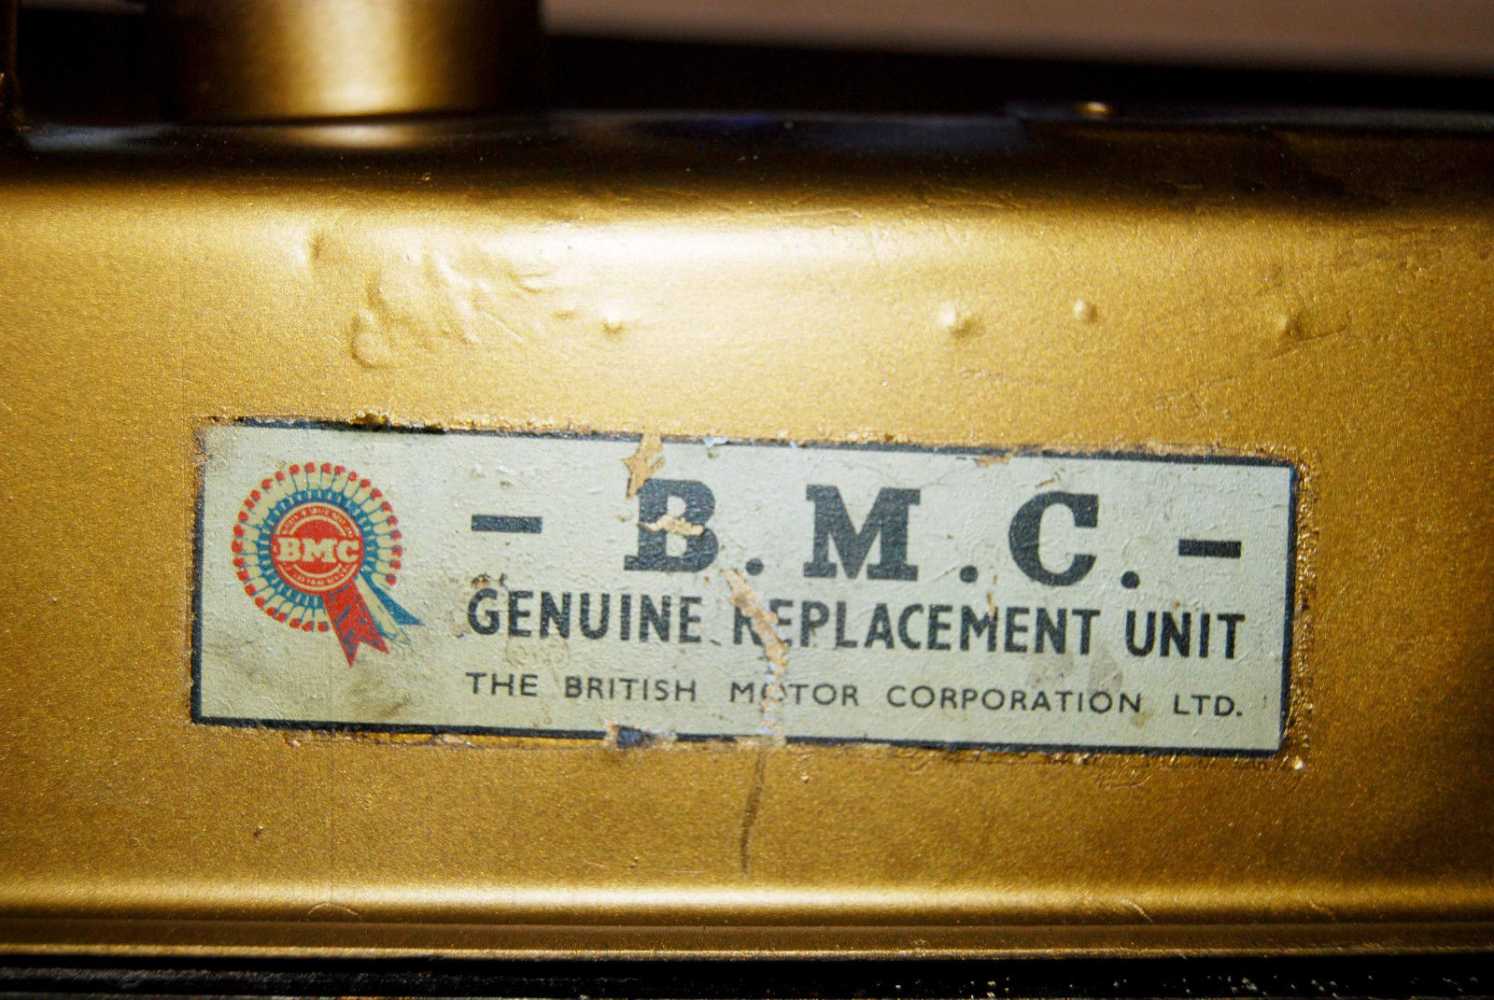 BMC
- B.M.C. -
GENUINE REPLACEMENT UNIT
THE BRITISH MOTOR CORPORATION LTD.